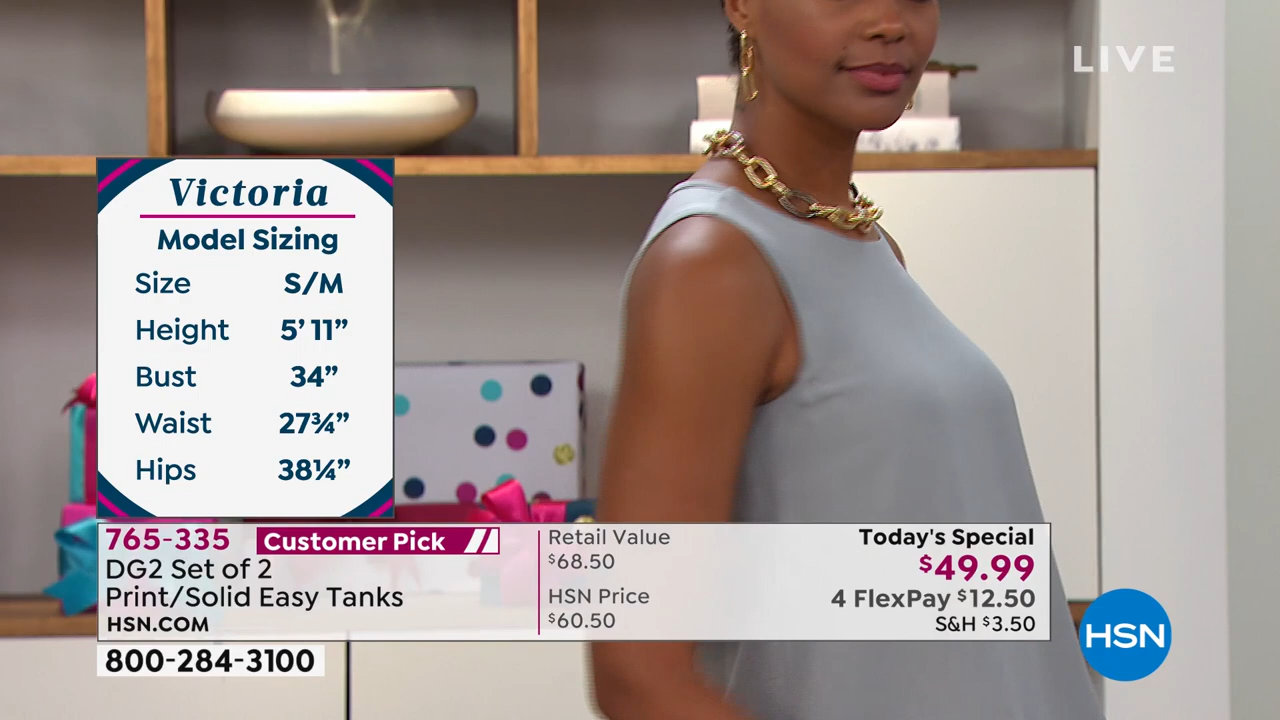 LIVE
Victoria
Model Sizing
Size S/M
Height 5’ 11”
Bust 34”
Waist 27¾”
Hips 38¼”
765-335 Customer Pick
DG2 Set of 2
Print/Solid Easy Tanks
HSN.COM
800-284-3100
Retail Value
$68.50
HSN Price
$60.50
Today's Special
$49.99
4 FlexPay $12.50
S&H $3.50
HSN